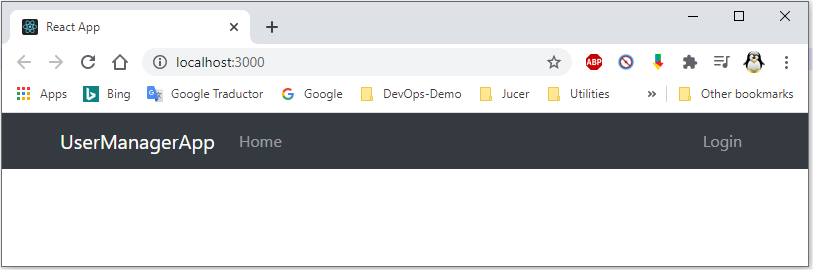 React App
localhost:3000
ABP
Apps Bing Google Traductor Google DevOps-Demo Jucer Utilities » Other bookmarks
UserManagerApp Home Login